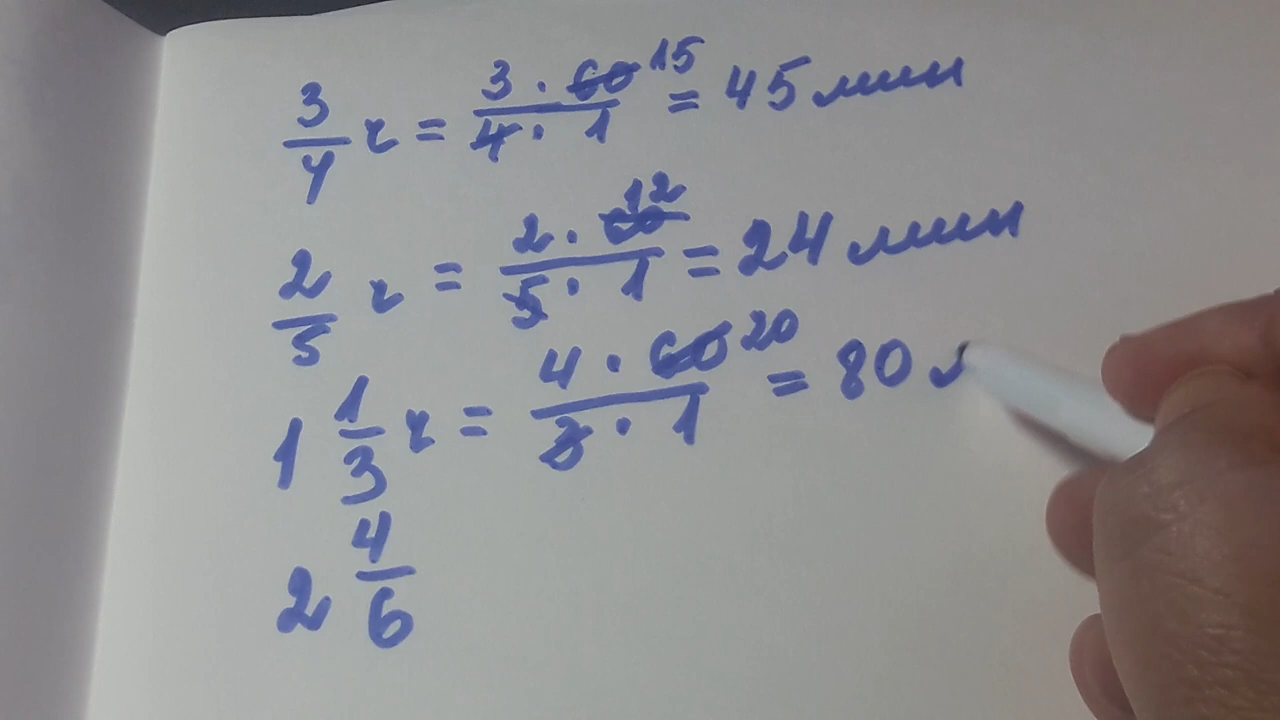 3/4 ч = 3 · 60 15 / 4 · 1 = 45 мин
2/5 ч = 2 · 60 12 / 5 · 1 = 24 мин
1 1/3 ч = 4 · 60 20 / 3 · 1 = 80 м
2 4/6